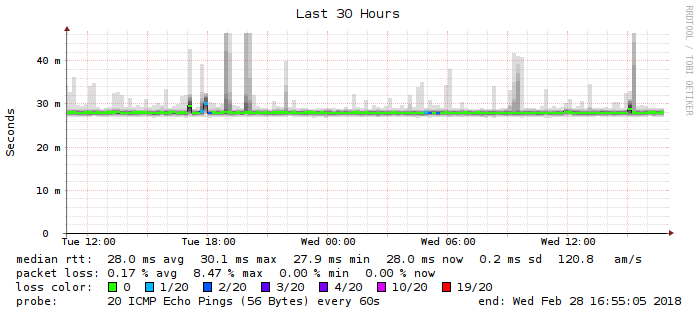 Last 30 Hours
RRDTOOL / TOBI OETIKER
Seconds
40 m
30 m
20 m
10 m
0
Tue 12:00 Tue 18:00 Wed 00:00 Wed 06:00 Wed 12:00
median rtt: 28.0 ms avg 30.1 ms max 27.9 ms min 28.0 ms now 0.2 ms sd 120.8 am/s
packet loss: 0.17 % avg 8.47 % max 0.00 % min 0.00 % now
loss color: 0 1/20 2/20 3/20 4/20 10/20 19/20
probe: 20 ICMP Echo Pings (56 Bytes) every 60s end: Wed Feb 28 16:55:05 2018